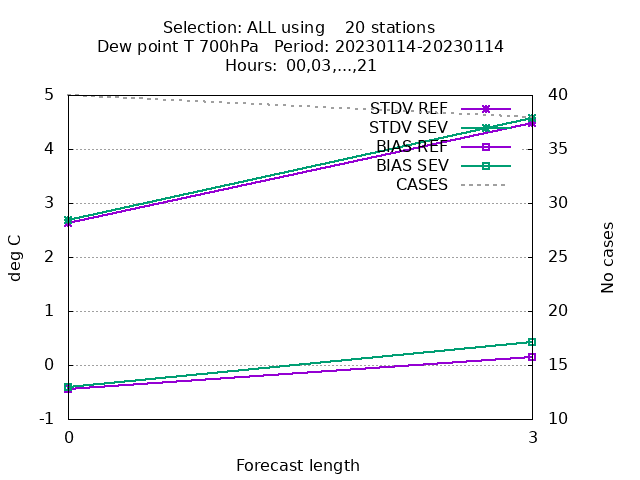 Selection: ALL using    20 stations
Dew point T 700hPa   Period: 20230114-20230114
Hours: 00,03,...,21
5
4
3
2
1
0
-1
deg C
40
35
30
25
20
15
10
No cases
STDV REF
STDV SEV
BIAS REF
BIAS SEV
CASES
0
3
Forecast length